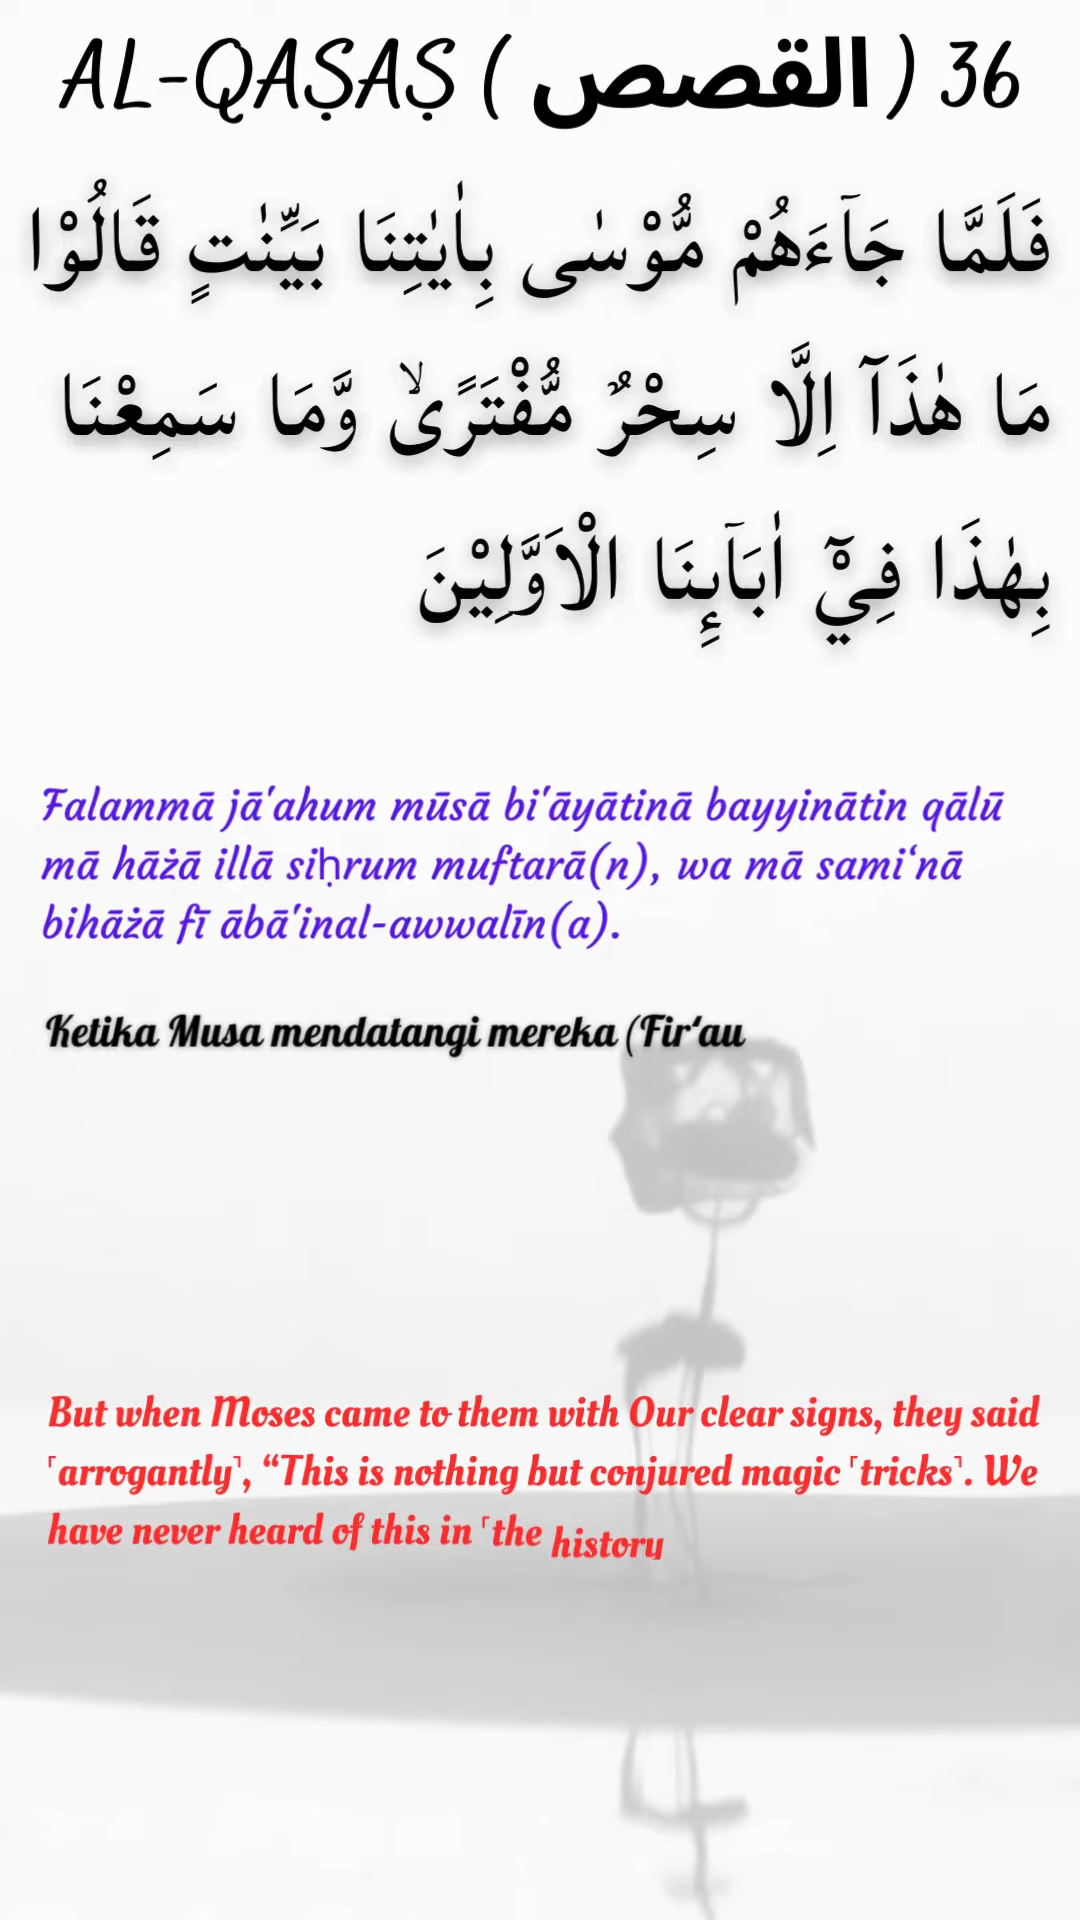 AL-QAṢAṢ ( القصص ) 36
فَلَمَّا جَاۤءَهُمْ مُّوْسٰى بِاٰيٰتِنَا بَيِّنٰتٍ قَالُوْا
مَا هٰذَآ اِلَّا سِحْرٌ مُّفْتَرًىۙ وَّمَا سَمِعْنَا
بِهٰذَا فِيْٓ اٰبَاۤىِٕنَا الْاَوَّلِيْنَ
Falammā jā'ahum mūsā bi'āyātinā bayyinātin qālū
mā hāżā illā siḥrum muftarā(n), wa mā sami‘nā
bihāżā fī ābā'inal-awwalīn(a).
Ketika Musa mendatangi mereka (Fir‘au
But when Moses came to them with Our clear signs, they said
˹arrogantly˺, “This is nothing but conjured magic ˹tricks˺. We
have never heard of this in ˹the history